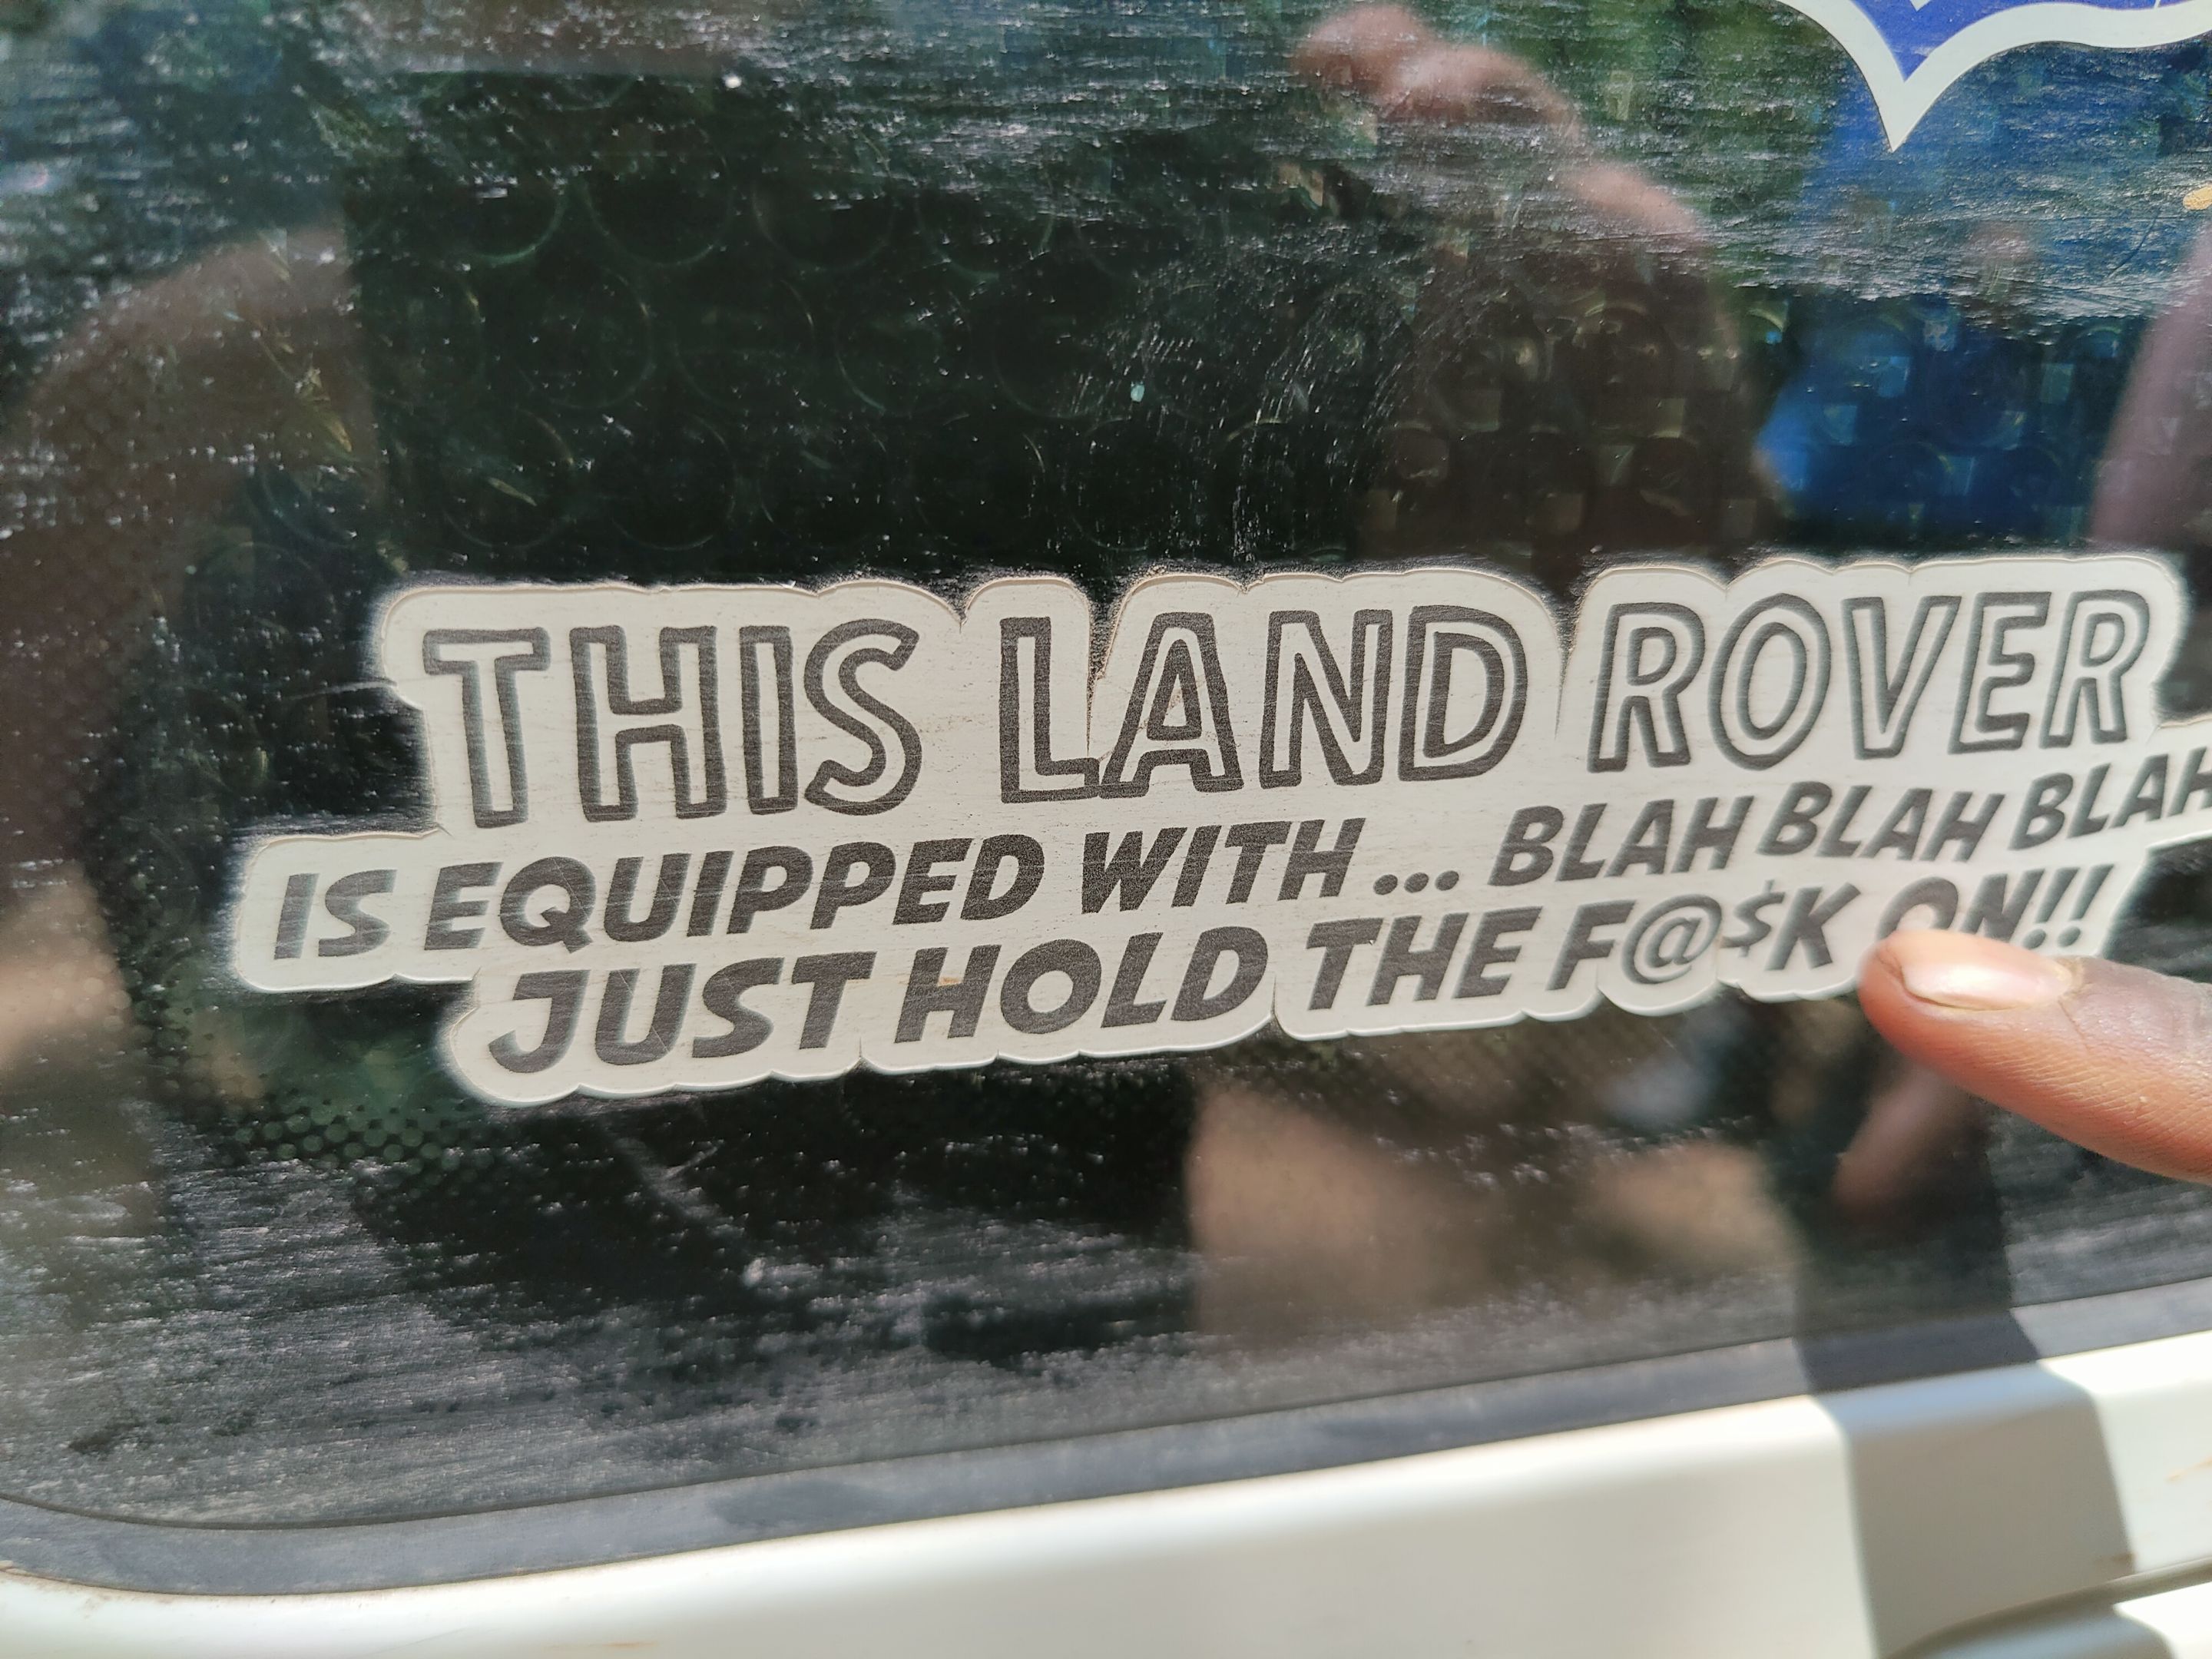 THIS LAND ROVER
IS EQUIPPED WITH... BLAH BLAH BLAH
JUST HOLD THE F@$K ON!!